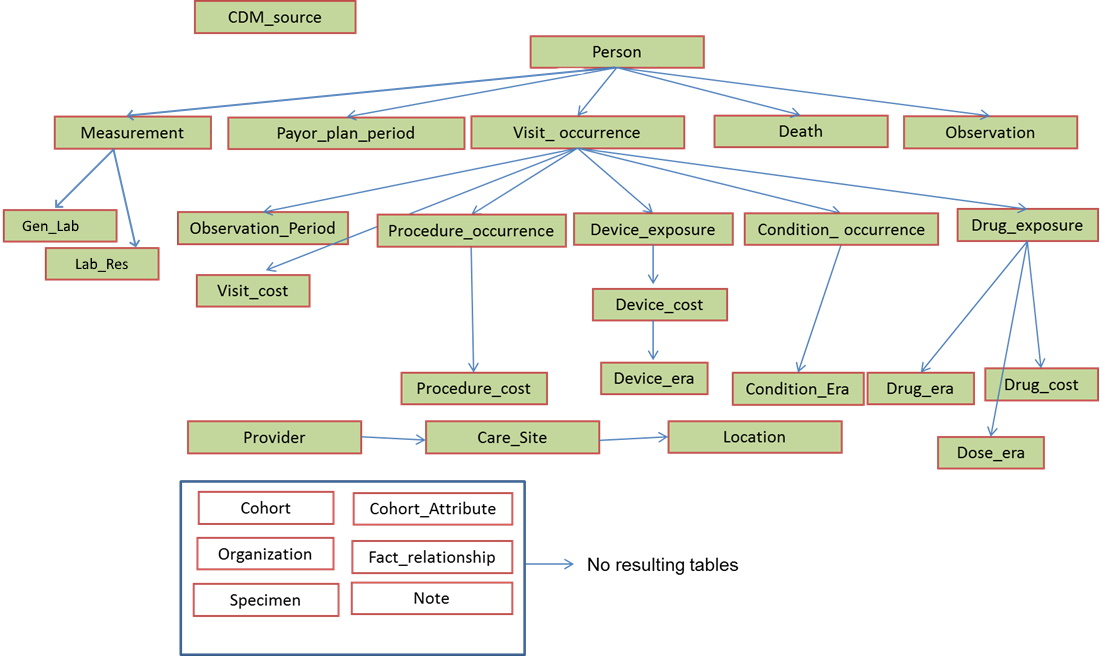 CDM_source
Person
Measurement
Payor_plan_period
Visit_ occurrence
Death
Observation
Gen_Lab
Lab_Res
Observation_Period
Procedure_occurrence
Device_exposure
Condition_ occurrence
Drug_exposure
Visit_cost
Device_cost
Procedure_cost
Device_era
Condition_Era
Drug_era
Drug_cost
Provider
Care_Site
Location
Dose_era
Cohort
Cohort_Attribute
Organization
Fact_relationship
No resulting tables
Specimen
Note